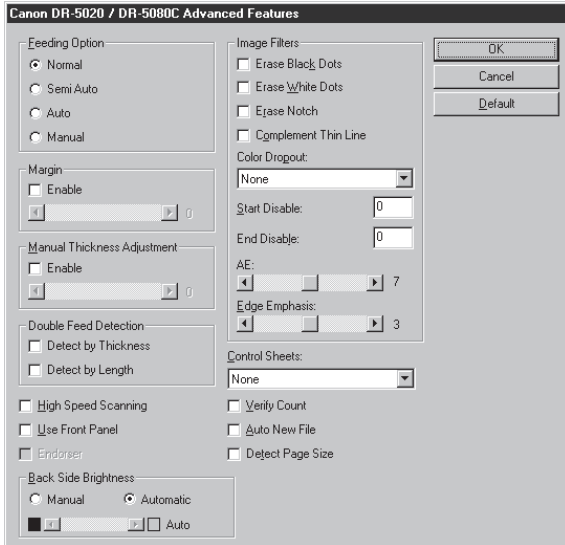 Canon DR-5020 / DR-5080C Advanced Features
Feeding Option
Normal
Semi Auto
Auto
Manual
Margin
Enable
0
Manual Thickness Adjustment
Enable
0
Double Feed Detection
Detect by Thickness
Detect by Length
High Speed Scanning
Use Front Panel
Endorser
Back Side Brightness
Manual
Automatic
Auto
Image Filters
Erase Black Dots
Erase White Dots
Erase Notch
Complement Thin Line
Color Dropout:
None
Start Disable: 0
End Disable: 0
AE:
7
Edge Emphasis:
3
Control Sheets:
None
Verify Count
Auto New File
Detect Page Size
OK
Cancel
Default